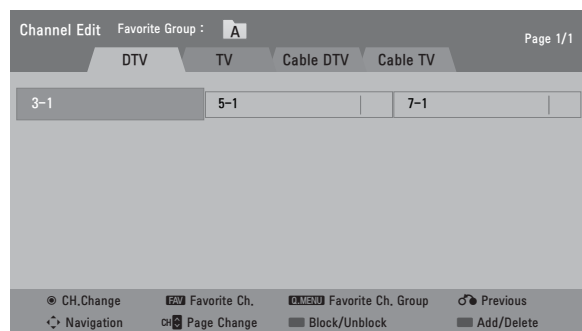 Channel Edit Favorite Group : A
Page 1/1
DTV TV Cable DTV Cable TV
3-1 5-1 7-1
CH.Change FAV Favorite Ch. Q.MENU Favorite Ch. Group Previous
Navigation CH Page Change Block/Unblock Add/Delete